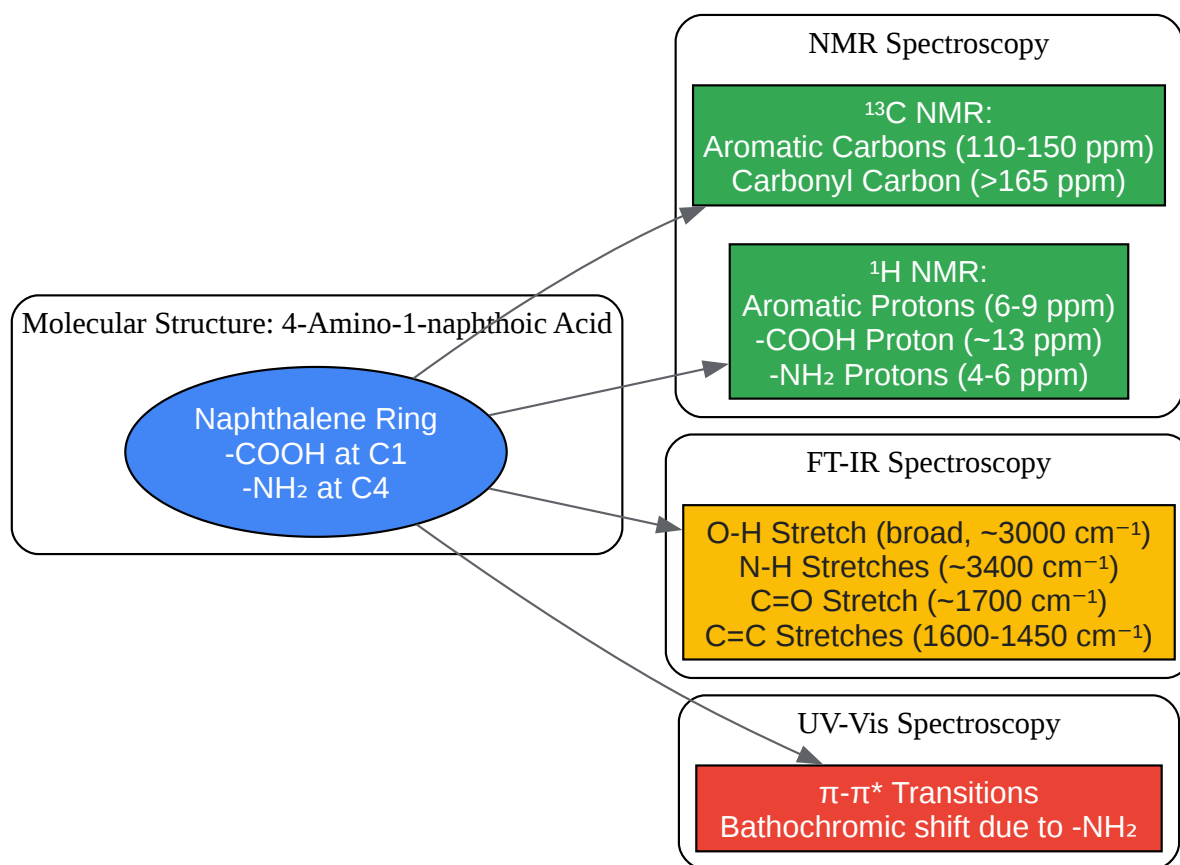 NMR Spectroscopy
¹³C NMR:
Aromatic Carbons (110-150 ppm)
Carbonyl Carbon (>165 ppm)
¹H NMR:
Aromatic Protons (6-9 ppm)
-COOH Proton (~13 ppm)
-NH₂ Protons (4-6 ppm)
Molecular Structure: 4-Amino-1-naphthoic Acid
Naphthalene Ring
-COOH at C1
-NH₂ at C4
FT-IR Spectroscopy
O-H Stretch (broad, ~3000 cm⁻¹)
N-H Stretches (~3400 cm⁻¹)
C=O Stretch (~1700 cm⁻¹)
C=C Stretches (1600-1450 cm⁻¹)
UV-Vis Spectroscopy
π-π* Transitions
Bathochromic shift due to -NH₂